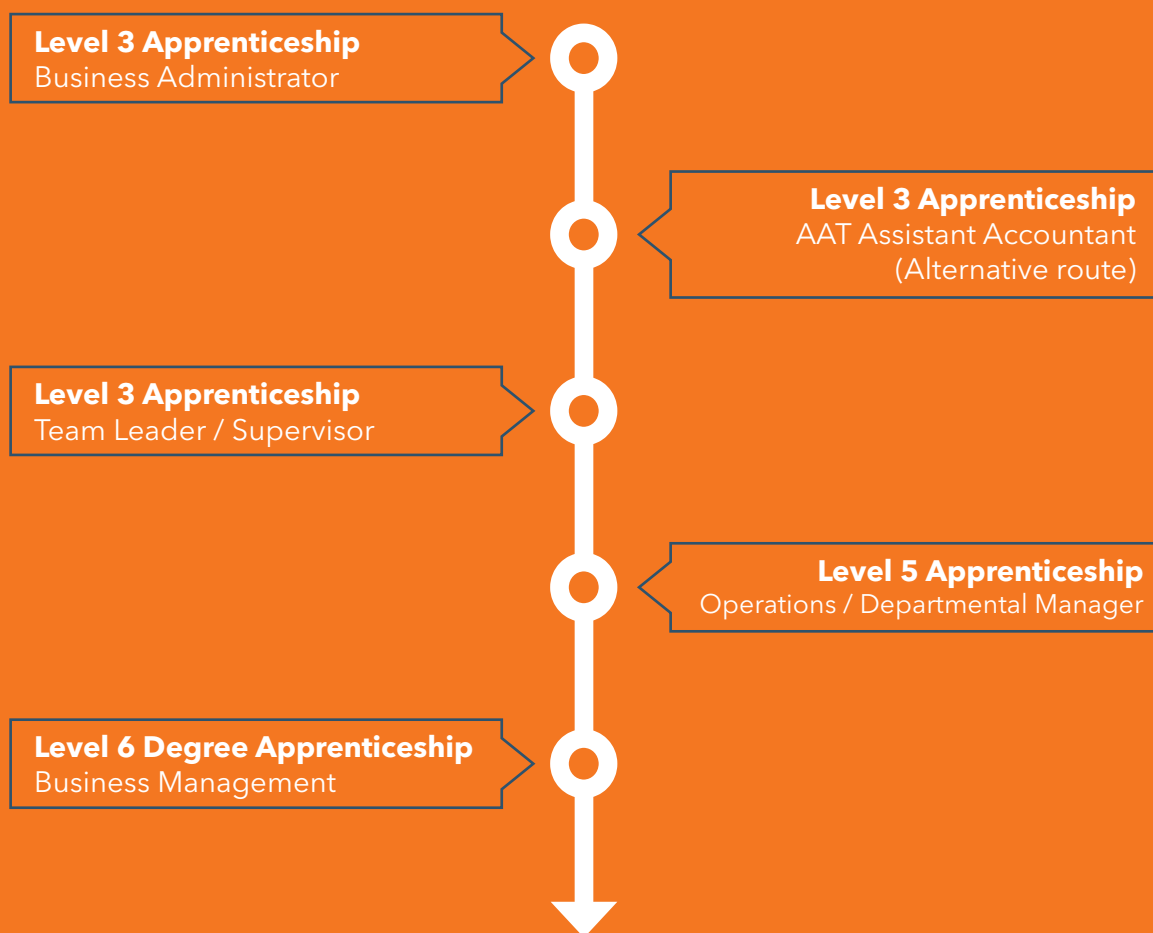 Level 3 Apprenticeship
Business Administrator
Level 3 Apprenticeship
AAT Assistant Accountant
(Alternative route)
Level 3 Apprenticeship
Team Leader / Supervisor
Level 5 Apprenticeship
Operations / Departmental Manager
Level 6 Degree Apprenticeship
Business Management